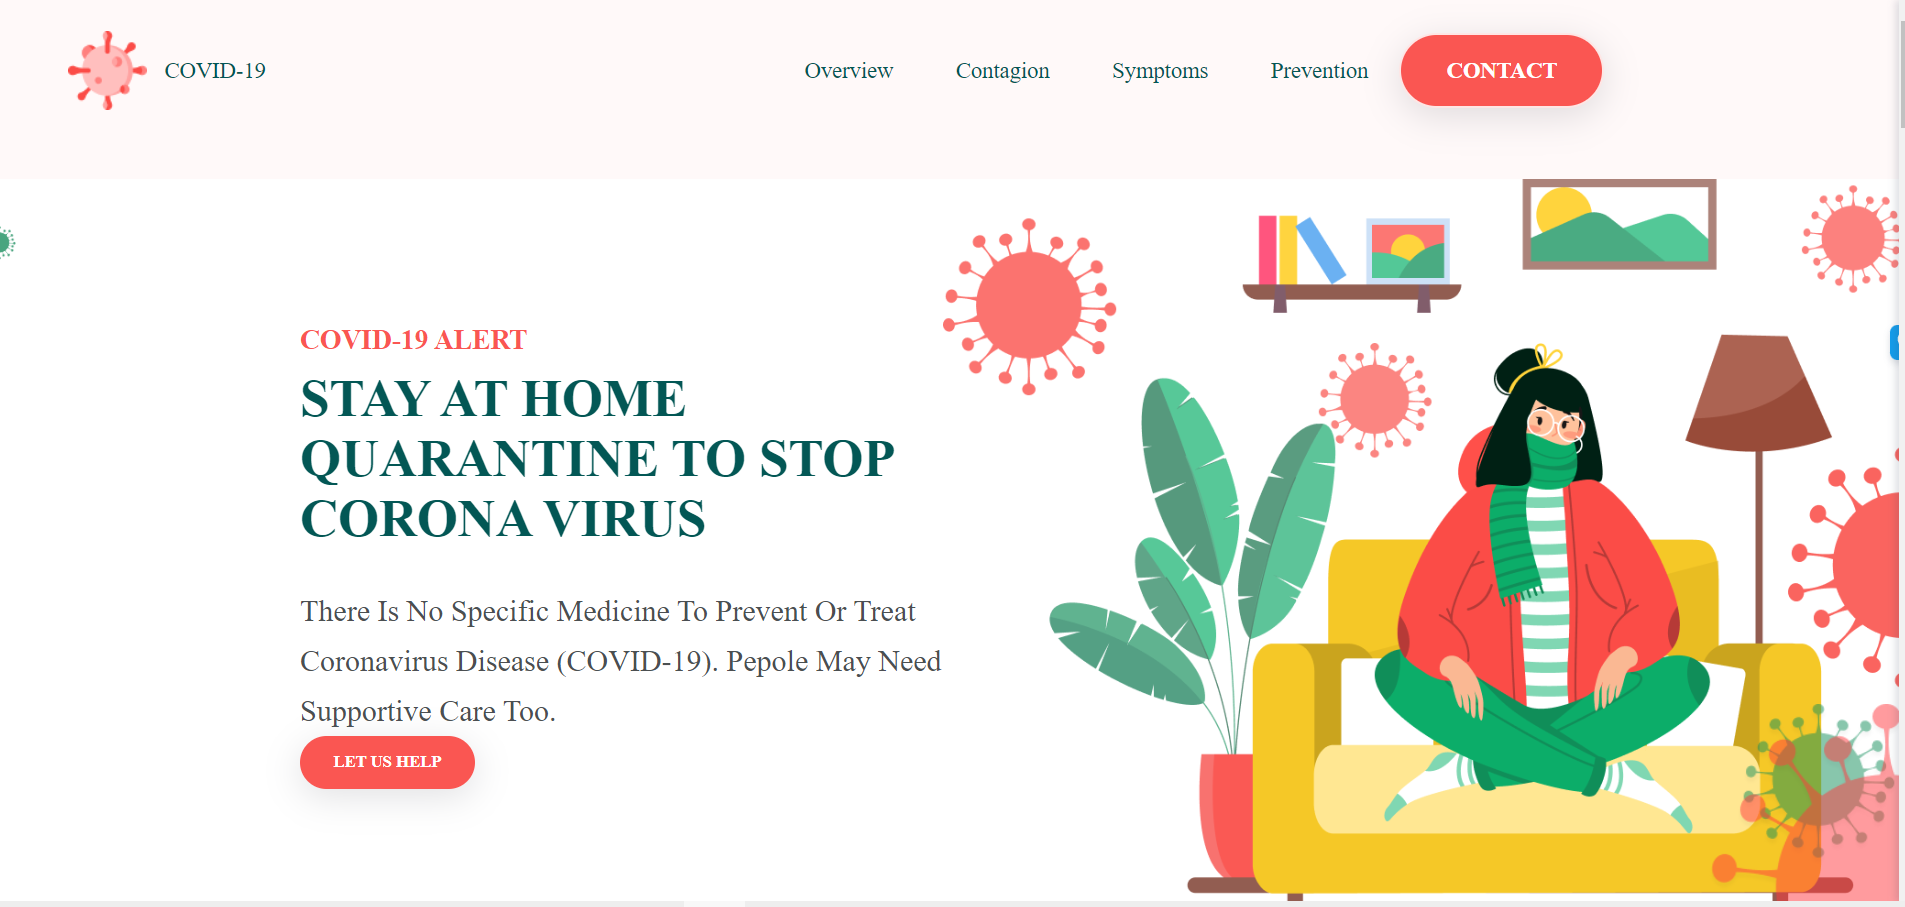 COVID-19
Overview
Contagion
Symptoms
Prevention
CONTACT
COVID-19 ALERT
STAY AT HOME
QUARANTINE TO STOP
CORONA VIRUS
There Is No Specific Medicine To Prevent Or Treat
Coronavirus Disease (COVID-19). Pepole May Need
Supportive Care Too.
LET US HELP